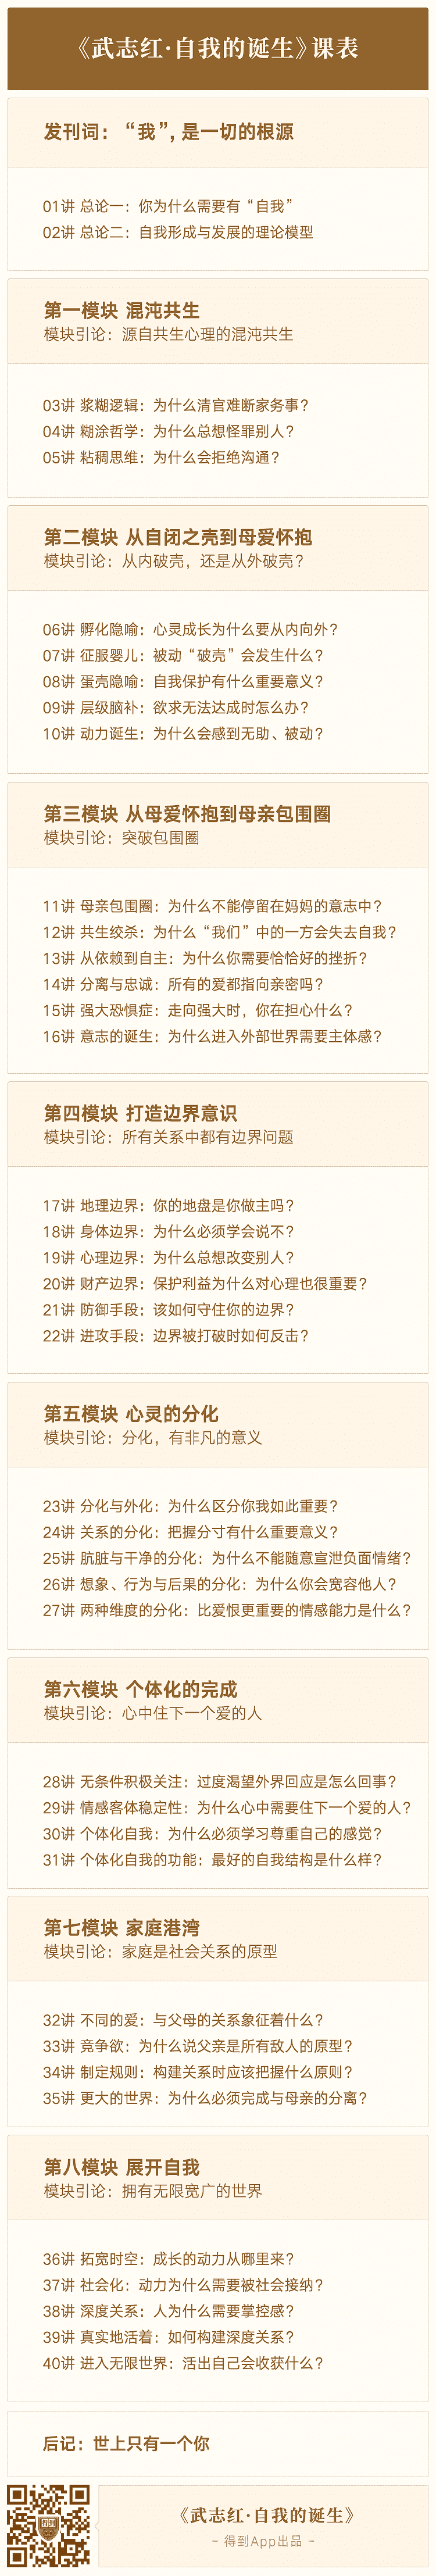 《武志红·自我的诞生》课表
发刊词：“我”，是一切的根源
01讲 总论一：你为什么需要有“自我”
02讲 总论二：自我形成与发展的理论模型
第一模块 混沌共生
模块引论：源自共生心理的混沌共生
03讲 浆糊逻辑：为什么清官难断家务事？
04讲 糊涂哲学：为什么总想怪罪别人？
05讲 粘稠思维：为什么会拒绝沟通？
第二模块 从自闭之壳到母爱怀抱
模块引论：从内破壳，还是从外破壳？
06讲 孵化隐喻：心灵成长为什么要从内向外？
07讲 征服婴儿：被动“破壳”会发生什么？
08讲 蛋壳隐喻：自我保护有什么重要意义？
09讲 层级脑补：欲求无法达成时怎么办？
10讲 动力诞生：为什么会感到无助、被动？
第三模块 从母爱怀抱到母亲包围圈
模块引论：突破包围圈
11讲 母亲包围圈：为什么不能停留在妈妈的意志中？
12讲 共生绞杀：为什么“我们”中的一方会失去自我？
13讲 从依赖到自主：为什么你需要恰恰好的挫折？
14讲 分离与忠诚：所有的爱都指向亲密吗？
15讲 强大恐惧症：走向强大时，你在担心什么？
16讲 意志的诞生：为什么进入外部世界需要主体感？
第四模块 打造边界意识
模块引论：所有关系中都有边界问题
17讲 地理边界：你的地盘是你做主吗？
18讲 身体边界：为什么必须学会说不？
19讲 心理边界：为什么总想改变别人？
20讲 财产边界：保护利益为什么对心理也很重要？
21讲 防御手段：该如何守住你的边界？
22讲 进攻手段：边界被打破时如何反击？
第五模块 心灵的分化
模块引论：分化，有非凡的意义
23讲 分化与外化：为什么区分你我如此重要？
24讲 关系的分化：把握分寸有什么重要意义？
25讲 肮脏与干净的分化：为什么不能随意宣泄负面情绪？
26讲 想象、行为与后果的分化：为什么你会宽容他人？
27讲 两种维度的分化：比爱恨更重要的情感能力是什么？
第六模块 个体化的完成
模块引论：心中住下一个爱的人
28讲 无条件积极关注：过度渴望外界回应是怎么回事？
29讲 情感客体稳定性：为什么心中需要住下一个爱的人？
30讲 个体化自我：为什么必须学习尊重自己的感觉？
31讲 个体化自我的功能：最好的自我结构是什么样？
第七模块 家庭港湾
模块引论：家庭是社会关系的原型
32讲 不同的爱：与父母的关系象征着什么？
33讲 竞争欲：为什么说父亲是所有敌人的原型？
34讲 制定规则：构建关系时应该把握什么原则？
35讲 更大的世界：为什么必须完成与母亲的分离？
第八模块 展开自我
模块引论：拥有无限宽广的世界
36讲 拓宽时空：成长的动力从哪里来？
37讲 社会化：动力为什么需要被社会接纳？
38讲 深度关系：人为什么需要掌控感？
39讲 真实地活着：如何构建深度关系？
40讲 进入无限世界：活出自己会收获什么？
后记：世上只有一个你
《武志红·自我的诞生》
- 得到App出品 -